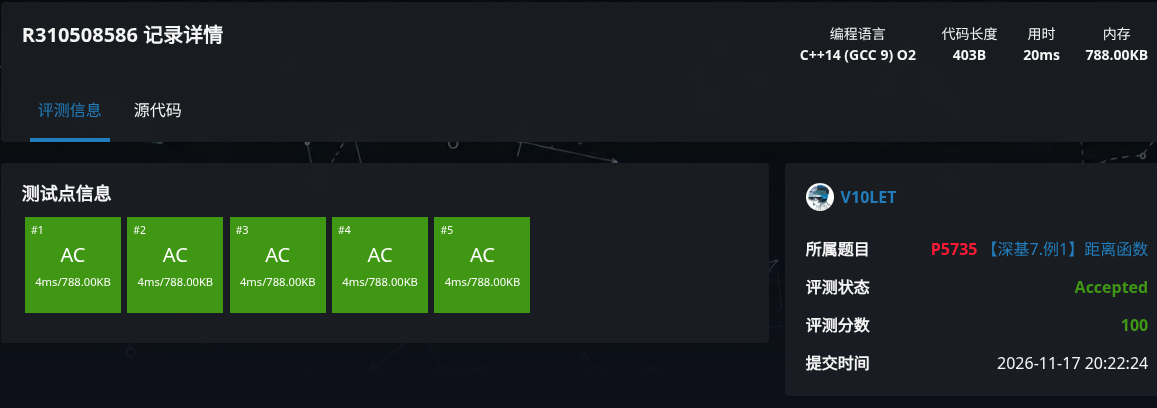 R310508586 记录详情
编程语言 代码长度 用时 内存
C++14 (GCC 9) O2 403B 20ms 788.00KB
评测信息 源代码
测试点信息
#1 #2 #3 #4 #5
AC AC AC AC AC
4ms/788.00KB 4ms/788.00KB 4ms/788.00KB 4ms/788.00KB 4ms/788.00KB
V10LET
所属题目 P5735 【深基7.例1】距离函数
评测状态 Accepted
评测分数 100
提交时间 2026-11-17 20:22:24